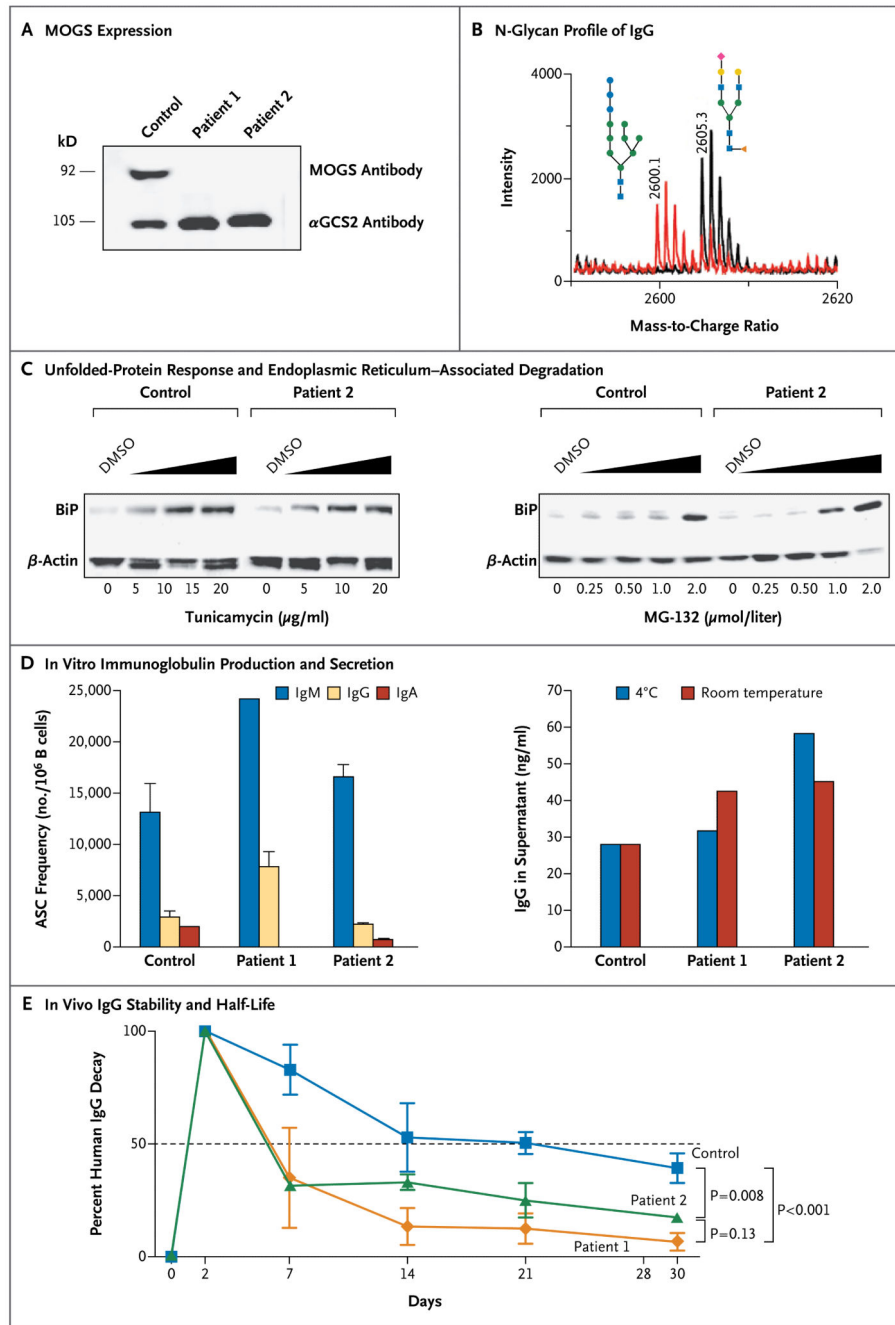 A MOGS Expression
Control
Patient 1
Patient 2
kD
92
MOGS Antibody
105
αGCS2 Antibody
B N-Glycan Profile of IgG
4000
2000
0
Intensity
2600.1
2605.3
2600
2620
Mass-to-Charge Ratio
C Unfolded-Protein Response and Endoplasmic Reticulum–Associated Degradation
Control
Patient 2
DMSO
DMSO
BiP
β-Actin
0 5 10 15 20 0 5 10 20
Tunicamycin (μg/ml)
Control
Patient 2
DMSO
DMSO
BiP
β-Actin
0 0.25 0.50 1.0 2.0 0 0.25 0.50 1.0 2.0
MG-132 (μmol/liter)
D In Vitro Immunoglobulin Production and Secretion
IgM IgG IgA
25,000
20,000
15,000
10,000
5,000
0
ASC Frequency (no./10⁶ B cells)
Control Patient 1 Patient 2
4°C Room temperature
70
60
50
40
30
20
10
0
IgG in Supernatant (ng/ml)
Control Patient 1 Patient 2
E In Vivo IgG Stability and Half-Life
100
50
0
Percent Human IgG Decay
Control
Patient 2
Patient 1
P=0.008
P<0.001
P=0.13
0 2 7 14 21 28 30
Days